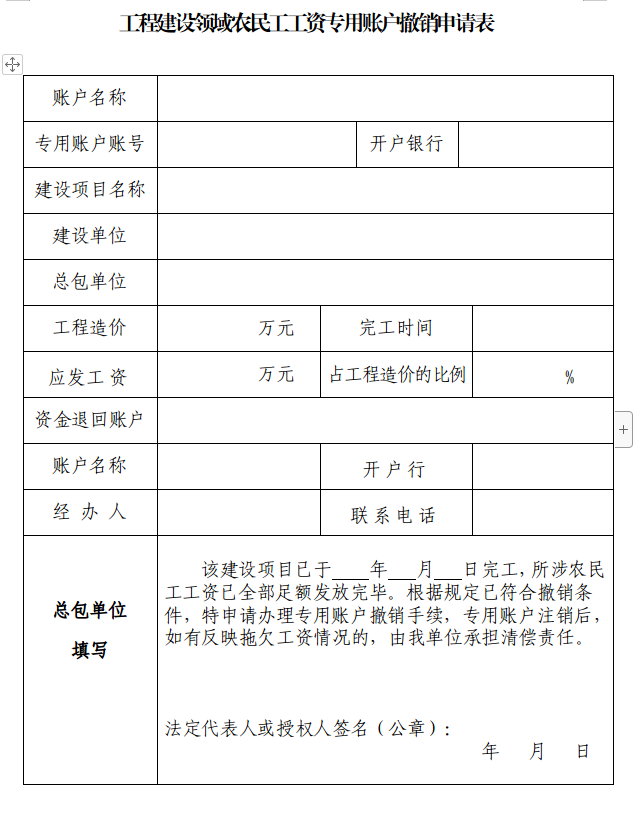 工程建设领域农民工工资专用账户撤销申请表
账户名称
专用账户账号 开户银行
建设项目名称
建设单位
总包单位
工程造价 万元 完工时间
应发工 资 万元 占工程造价的比例 %
资金退回账户
账户名称 开 户 行
经 办 人 联 系 电 话
总包单位
填写
该建设项目已于____年___月___日完工，所涉农民
工工资已全部足额发放完毕。根据规定已符合撤销条
件，特申请办理专用账户撤销手续，专用账户注销后，
如有反映拖欠工资情况的，由我单位承担清偿责任。
法定代表人或授权人签名（公章）：
年 月 日